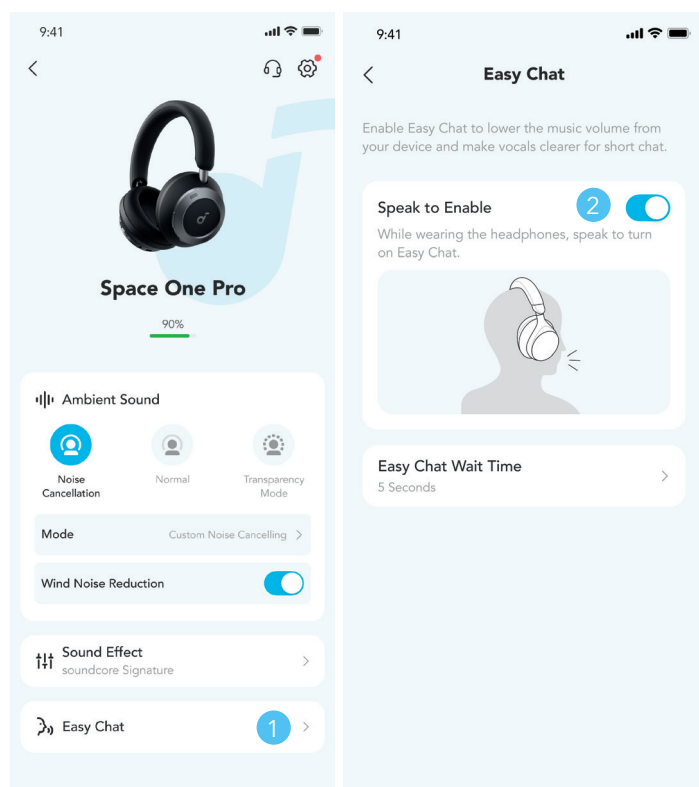 9:41
Space One Pro
90%
Ambient Sound
Noise
Cancellation
Normal
Transparency
Mode
Mode
Custom Noise Cancelling
Wind Noise Reduction
Sound Effect
soundcore Signature
Easy Chat
1
9:41
Easy Chat
Enable Easy Chat to lower the music volume from
your device and make vocals clearer for short chat.
Speak to Enable
2
While wearing the headphones, speak to turn
on Easy Chat.
Easy Chat Wait Time
5 Seconds